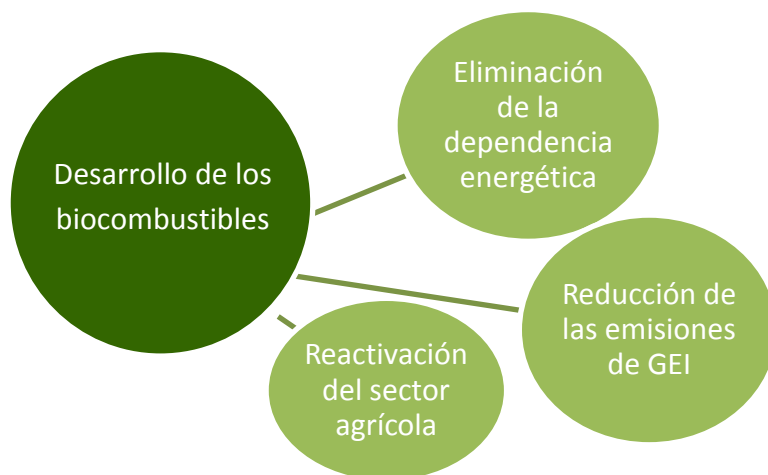 Desarrollo de los
biocombustibles
Eliminación
de la
dependencia
energética
Reducción de
las emisiones
de GEI
Reactivación
del sector
agrícola